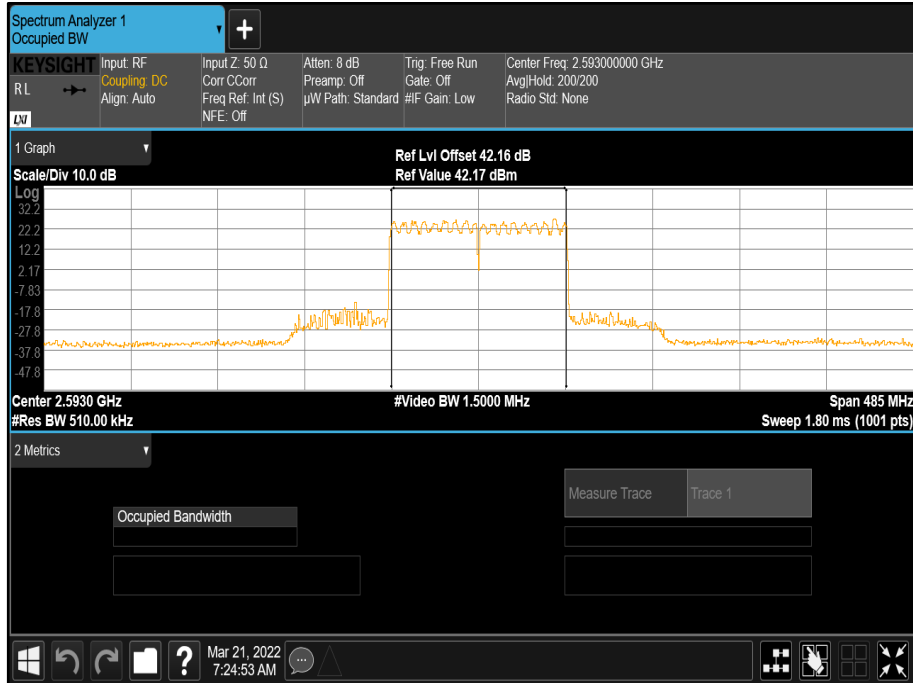 Spectrum Analyzer 1
Occupied BW
+
KEYSIGHT
RL
LXI
Input: RF
Coupling: DC
Align: Auto
Input Z: 50 Ω
Corr CCorr
Freq Ref: Int (S)
NFE: Off
Atten: 8 dB
Preamp: Off
µW Path: Standard
Trig: Free Run
Gate: Off
#IF Gain: Low
Center Freq: 2.593000000 GHz
Avg|Hold: 200/200
Radio Std: None
1 Graph
Scale/Div 10.0 dB
Ref Lvl Offset 42.16 dB
Ref Value 42.17 dBm
Log
32.2
22.2
12.2
2.17
-7.83
-17.8
-27.8
-37.8
-47.8
Center 2.5930 GHz
#Video BW 1.5000 MHz
Span 485 MHz
#Res BW 510.00 kHz
Sweep 1.80 ms (1001 pts)
2 Metrics
Measure Trace
Trace 1
Occupied Bandwidth
?
Mar 21, 2022
7:24:53 AM